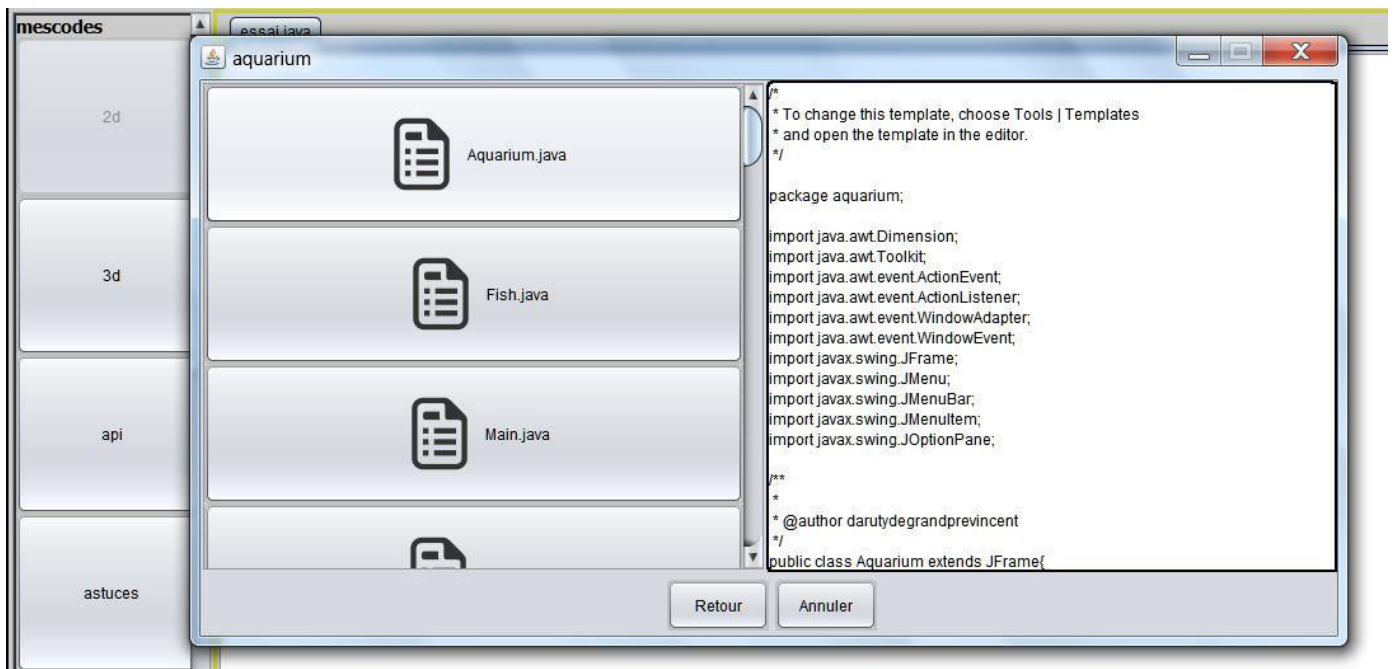 mescodes
2d
3d
api
astuces
essai.java
aquarium
Aquarium.java
Fish.java
Main.java
/*
* To change this template, choose Tools | Templates
* and open the template in the editor.
*/
package aquarium;
import java.awt.Dimension;
import java.awt.Toolkit;
import java.awt.event.ActionEvent;
import java.awt.event.ActionListener;
import java.awt.event.WindowAdapter;
import java.awt.event.WindowEvent;
import javax.swing.JFrame;
import javax.swing.JMenu;
import javax.swing.JMenuBar;
import javax.swing.JMenuItem;
import javax.swing.JOptionPane;
/**
*
* @author darutydegrandprevincent
*/
public class Aquarium extends JFrame{
Retour
Annuler